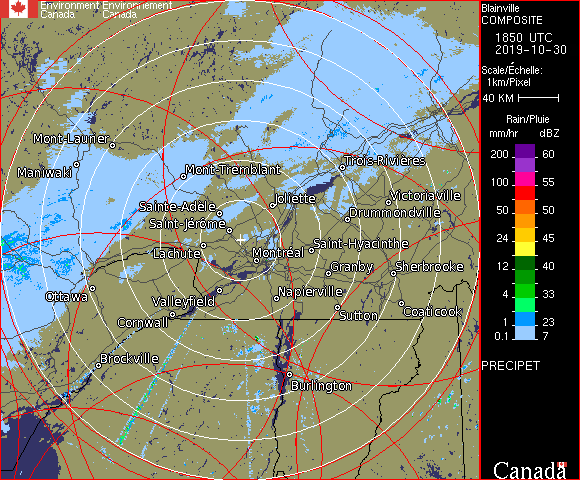 Environment Environnement
Canada Canada
Blainville
COMPOSITE
1850 UTC
2019-10-30
Scale/Échelle:
1km/Pixel
40 KM
Rain/Pluie
mm/hr dBZ
200 60
100 55
50 50
24 45
12 40
4 33
1 23
0.1 7
PRECIPET
Canada
Mont-Laurier
Maniwaki
Mont-Tremblant
Trois-Rivières
Sainte-Adèle
Joliette
Victoriaville
Drummondville
Saint-Jérôme
Lachute
Montréal
Saint-Hyacinthe
Granby
Sherbrooke
Ottawa
Valleyfield
Napierville
Cornwall
Sutton
Coaticook
Brockville
Burlington